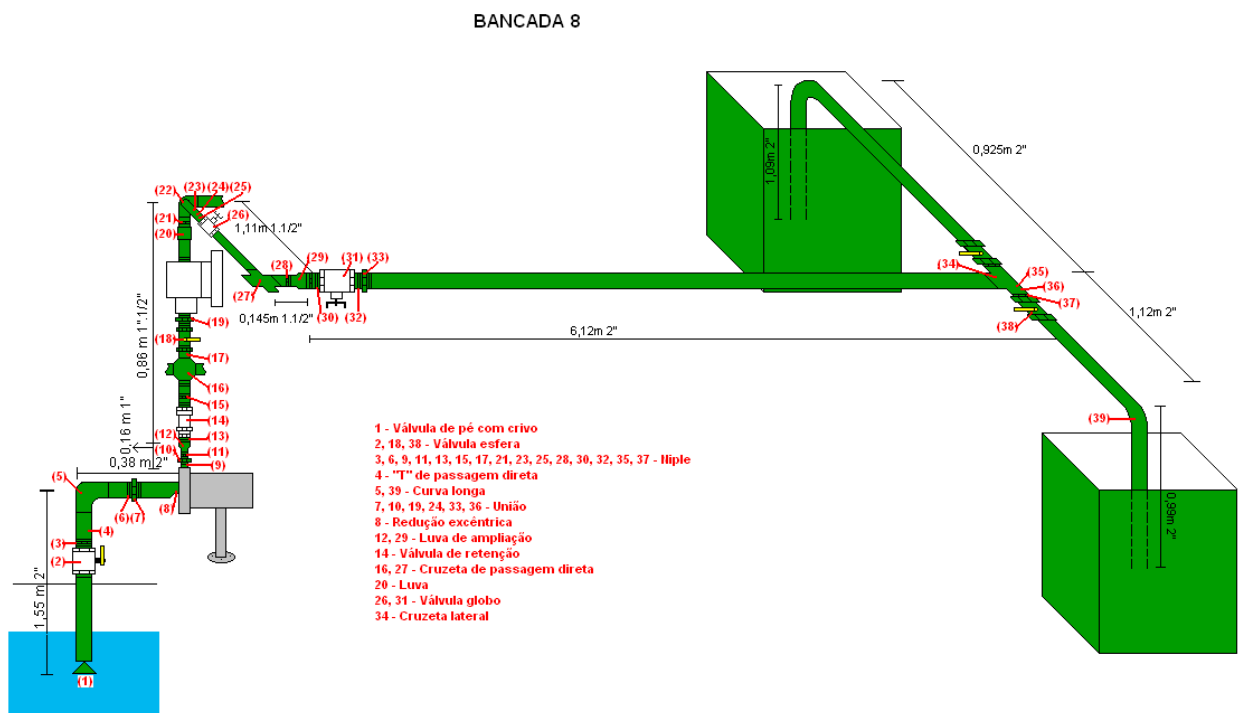 BANCADA 8
0,925m 2"
1,09m 2"
(22)
(23)
(24)
(25)
(21)
(26)
(20)
1,11m 1.1/2"
(29)
(31)
(33)
(28)
(34)
(35)
(36)
(37)
(27)
(30)
(32)
(38)
0,145m 1.1/2"
1,12m 2"
6,12m 2"
(19)
(18)
(17)
0,86 m 1".1/2"
(16)
(15)
(14)
(13)
(12)
(11)
(10)
(9)
0,16 m 1"
0,38 m 2"
(39)
0,99m 2"
(5)
(6)
(7)
(8)
(4)
(3)
(2)
1,55 m 2"
(1)
1 - Válvula de pé com crivo
2, 18, 38 - Válvula esfera
3, 6, 9, 11, 13, 15, 17, 21, 23, 25, 28, 30, 32, 35, 37 - Niple
4 - "T" de passagem direta
5, 39 - Curva longa
7, 10, 19, 24, 33, 36 - União
8 - Redução excéntrica
12, 29 - Luva de ampliação
14 - Válvula de retenção
16, 27 - Cruzeta de passagem direta
20 - Luva
26, 31 - Válvula globo
34 - Cruzeta lateral